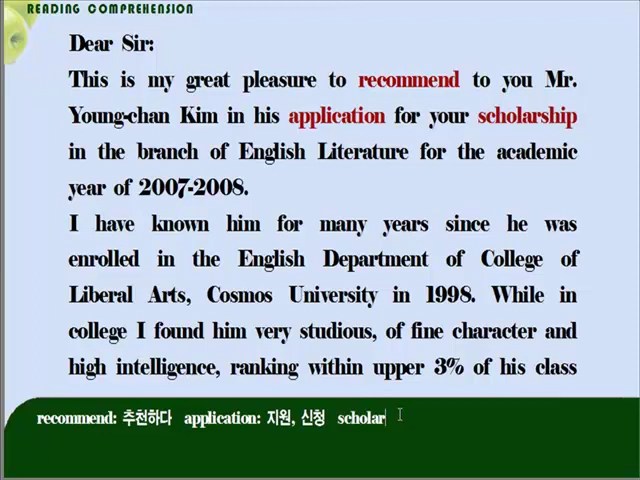 READING COMPREHENSION
Dear Sir:
This is my great pleasure to recommend to you Mr.
Young-chan Kim in his application for your scholarship
in the branch of English Literature for the academic
year of 2007-2008.
I have known him for many years since he was
enrolled in the English Department of College of
Liberal Arts, Cosmos University in 1998. While in
college I found him very studious, of fine character and
high intelligence, ranking within upper 3% of his class
recommend: 추천하다 application: 지원, 신청 scholar